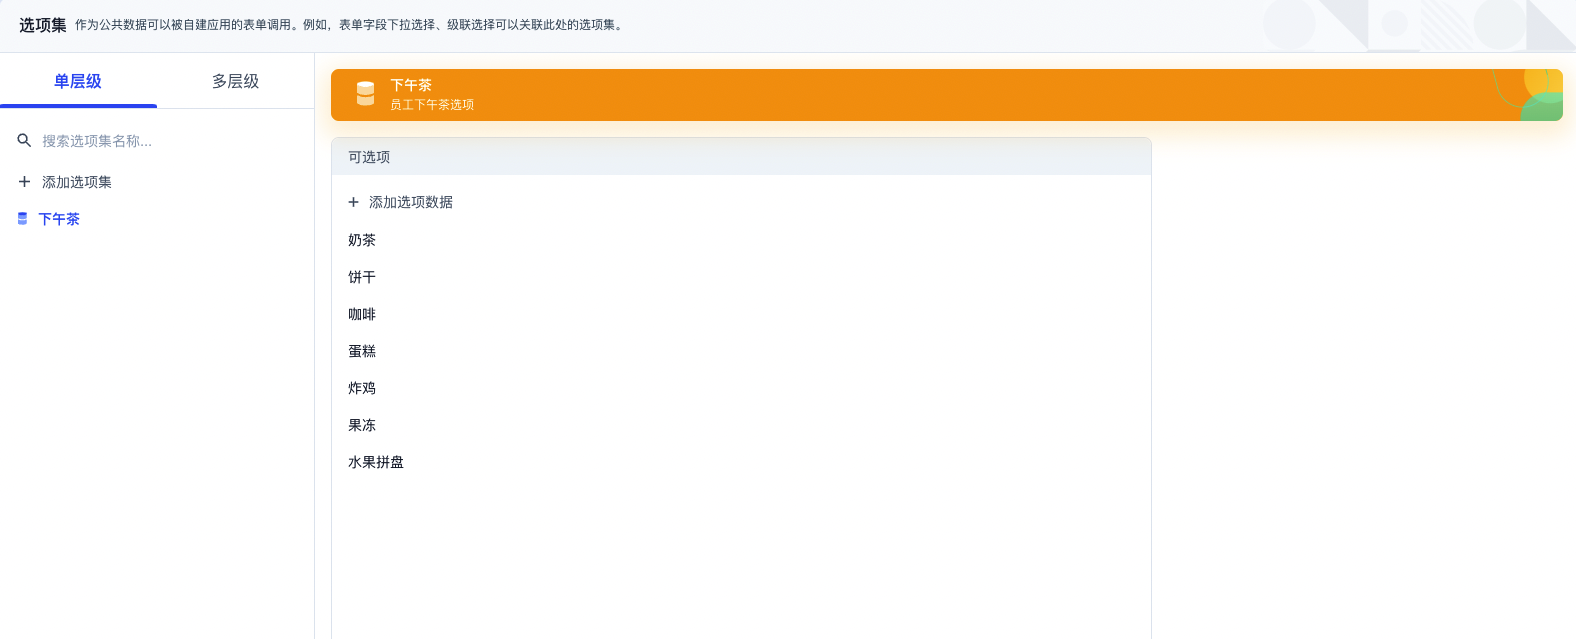 选项集 作为公共数据可以被自建应用的表单调用。例如，表单字段下拉选择、级联选择可以关联此处的选项集。
单层级 多层级
搜索选项集名称...
添加选项集
下午茶
下午茶
员工下午茶选项
可选项
添加选项数据
奶茶
饼干
咖啡
蛋糕
炸鸡
果冻
水果拼盘